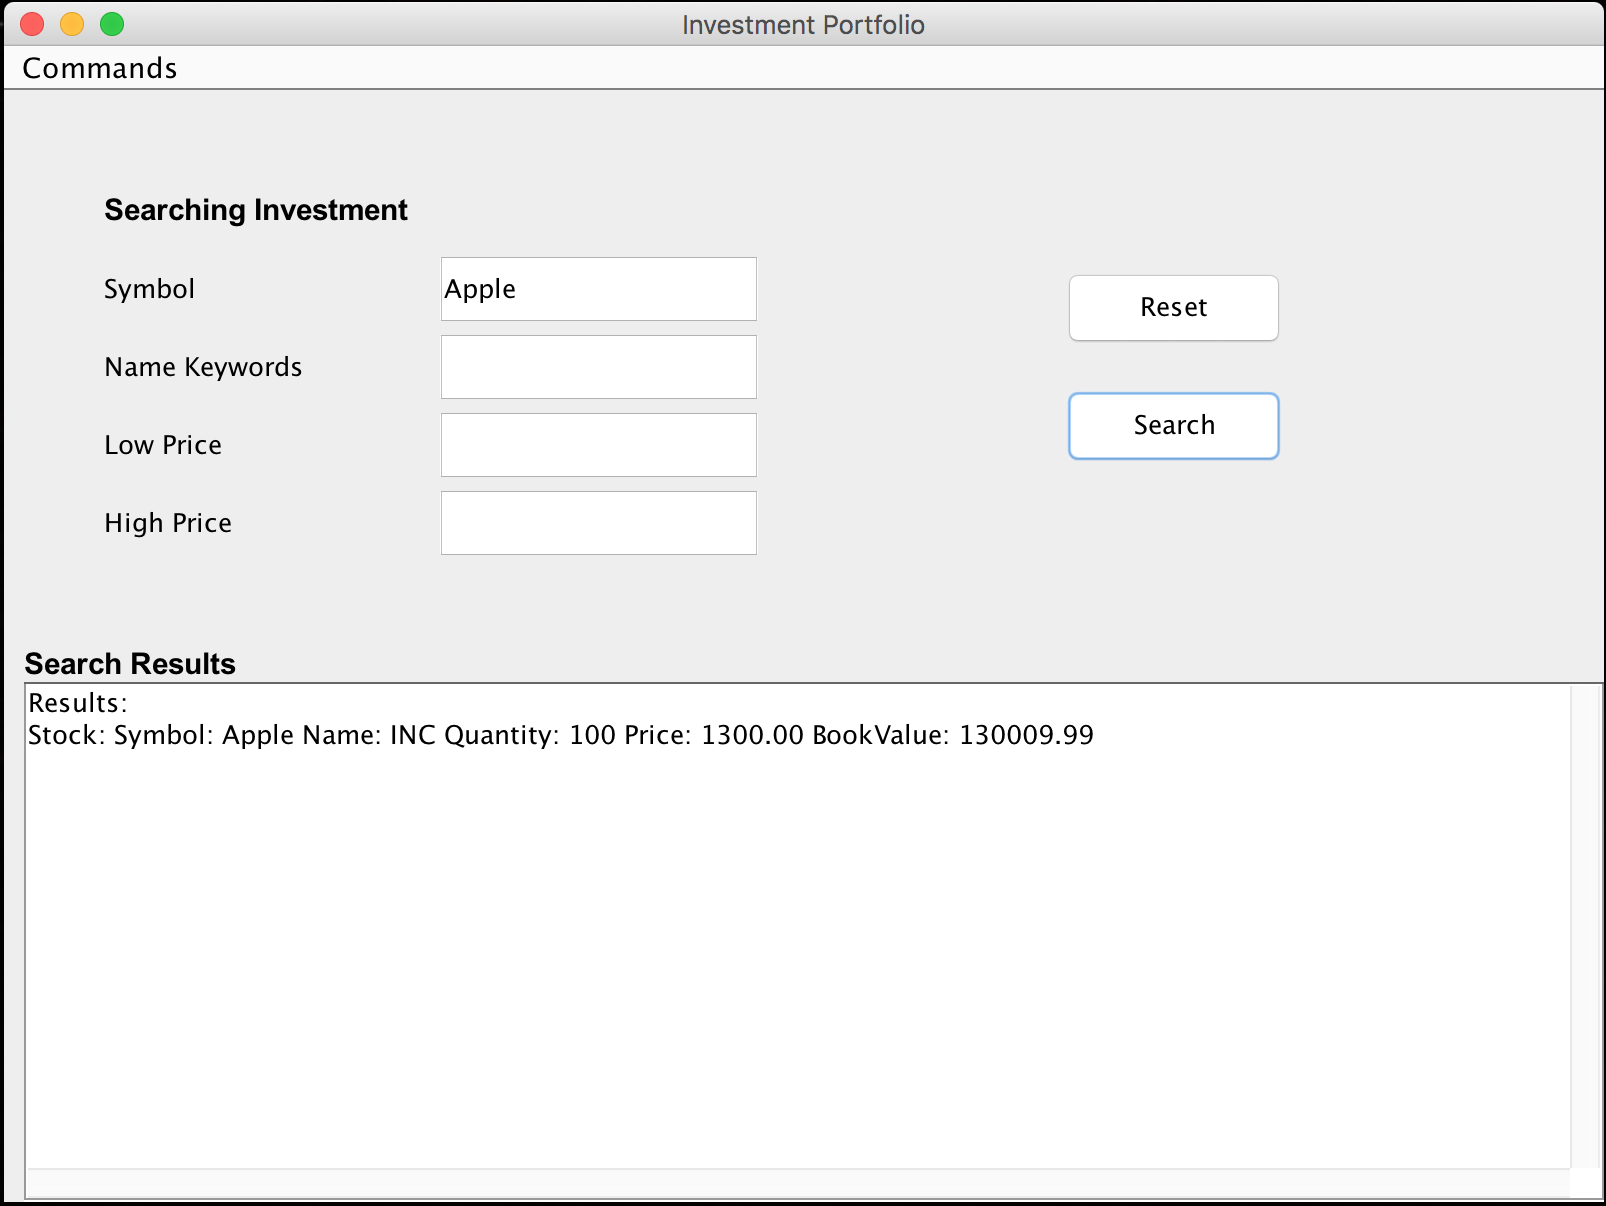 Investment Portfolio
Commands
Searching Investment
Symbol
Apple
Reset
Name Keywords
Search
Low Price
High Price
Search Results
Results:
Stock: Symbol: Apple Name: INC Quantity: 100 Price: 1300.00 BookValue: 130009.99